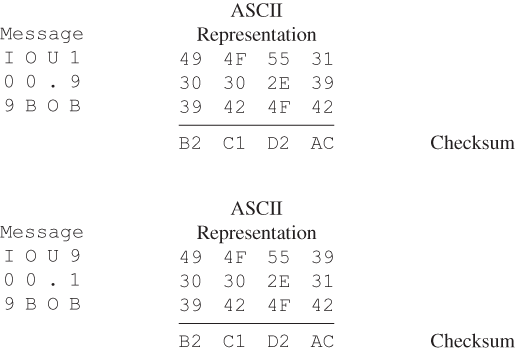 ASCII
Message Representation
I O U 1 49 4F 55 31
0 0 . 9 30 30 2E 39
9 B O B 39 42 4F 42
B2 C1 D2 AC Checksum
ASCII
Message Representation
I O U 9 49 4F 55 39
0 0 . 1 30 30 2E 31
9 B O B 39 42 4F 42
B2 C1 D2 AC Checksum